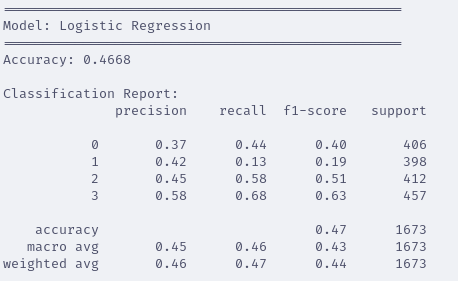 Model: Logistic Regression
Accuracy: 0.4668
Classification Report:
precision recall f1-score support
0 0.37 0.44 0.40 406
1 0.42 0.13 0.19 398
2 0.45 0.58 0.51 412
3 0.58 0.68 0.63 457
accuracy 0.47 1673
macro avg 0.45 0.46 0.43 1673
weighted avg 0.46 0.47 0.44 1673